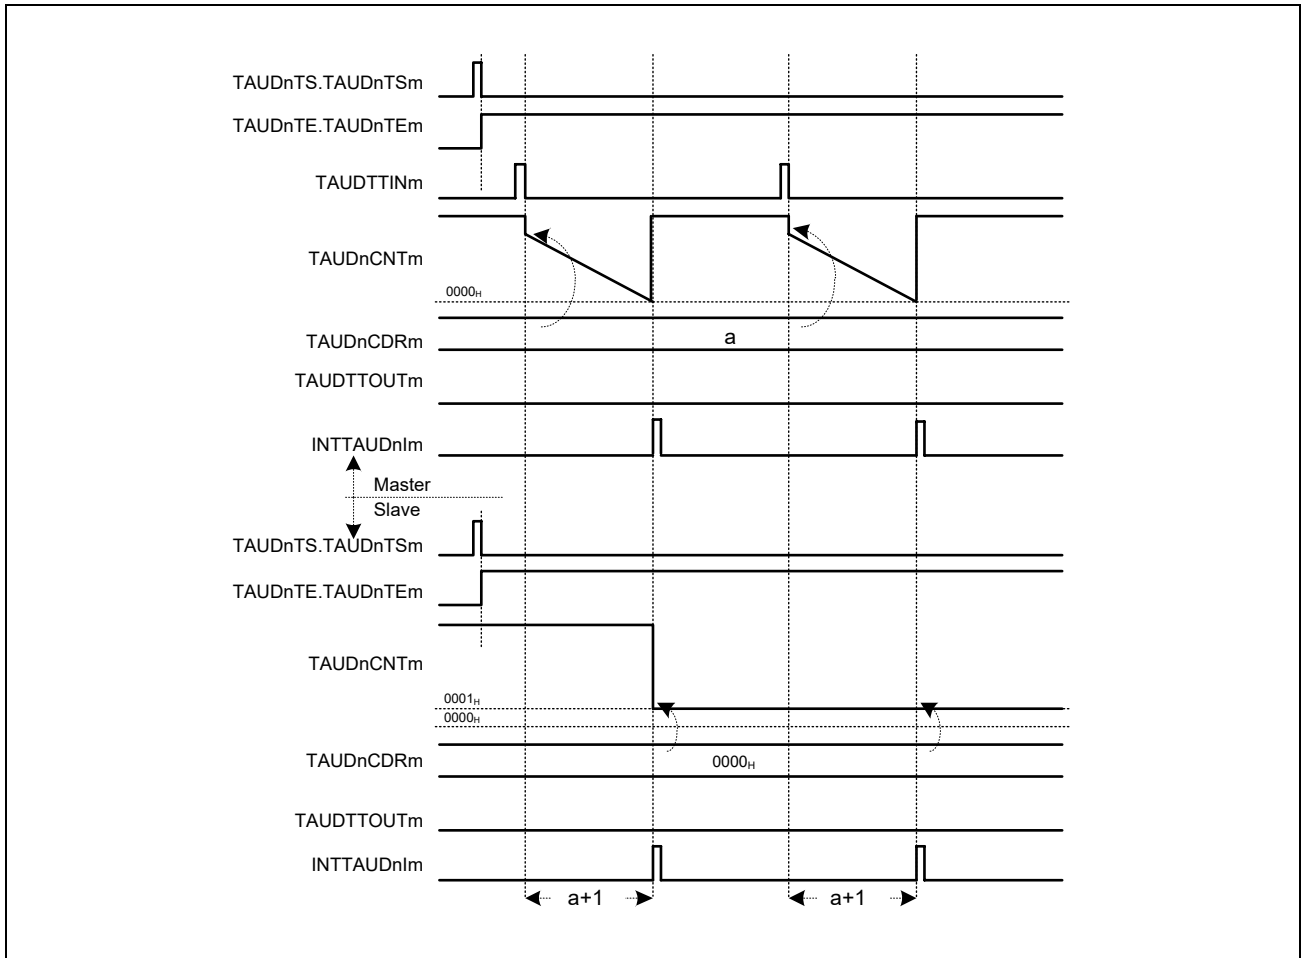 TAUDnTS.TAUDnTSm
TAUDnTE.TAUDnTEm
TAUDTTINm
TAUDnCNTm
0000H
TAUDnCDRm
a
TAUDTTOUTm
INTTAUDnIm
Master
Slave
TAUDnTS.TAUDnTSm
TAUDnTE.TAUDnTEm
TAUDnCNTm
0001H
0000H
TAUDnCDRm
0000H
TAUDTTOUTm
INTTAUDnIm
a+1
a+1